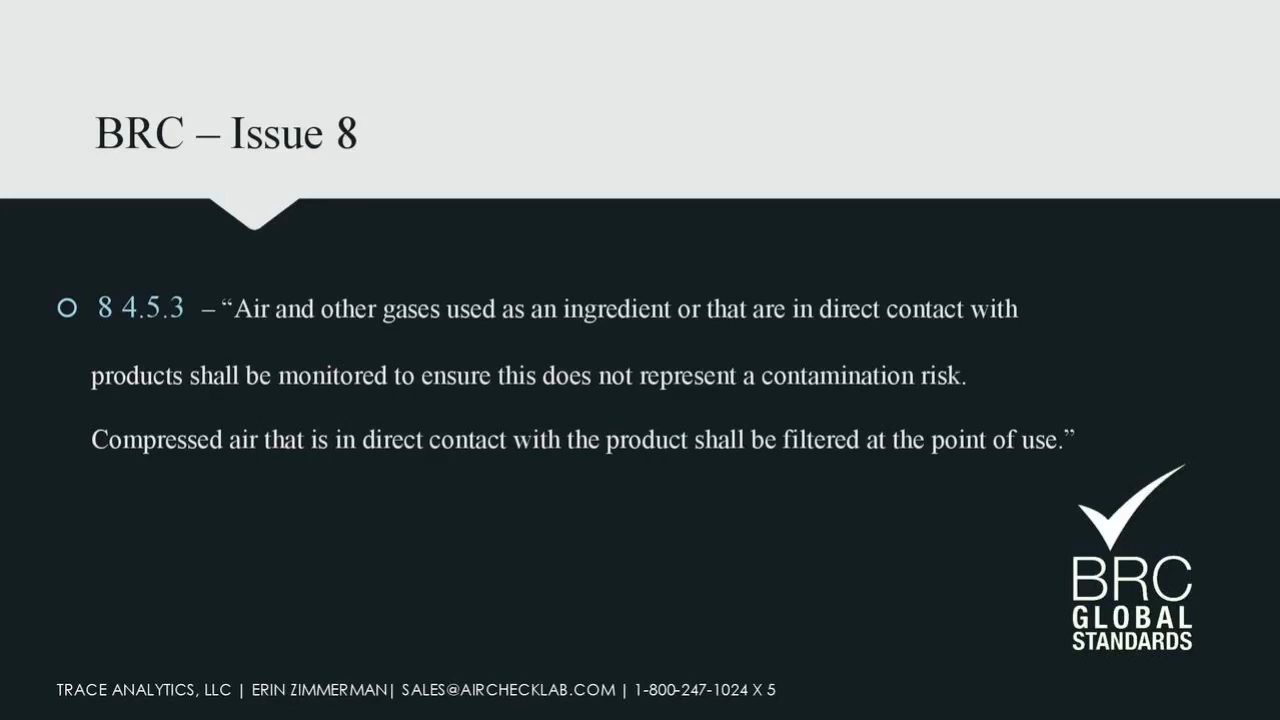 BRC – Issue 8
8 4.5.3 – “Air and other gases used as an ingredient or that are in direct contact with
products shall be monitored to ensure this does not represent a contamination risk.
Compressed air that is in direct contact with the product shall be filtered at the point of use.”
BRC
GLOBAL
STANDARDS
TRACE ANALYTICS, LLC | ERIN ZIMMERMAN| SALES@AIRCHECKLAB.COM | 1-800-247-1024 X 5